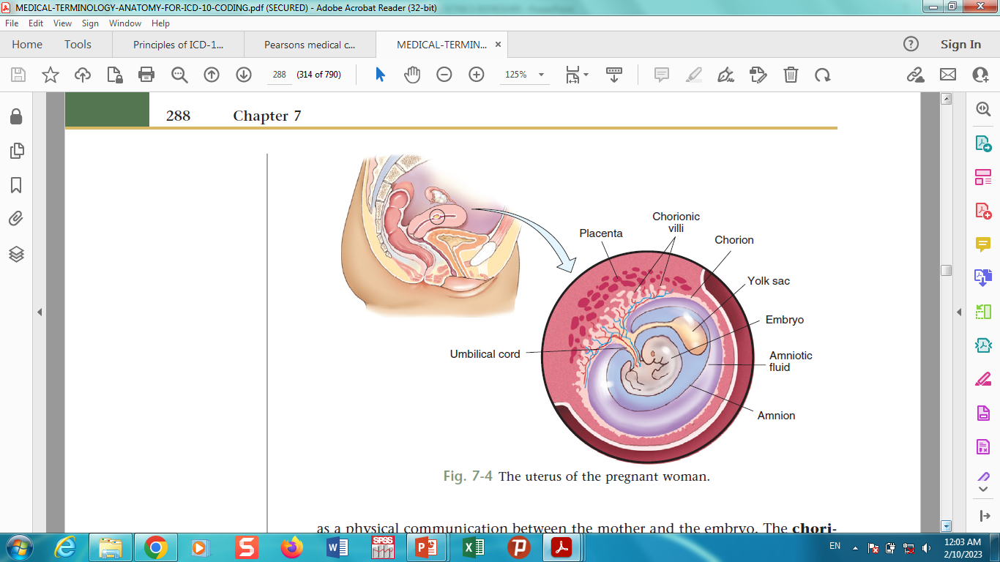 MEDICAL-TERMINOLOGY-ANATOMY-FOR-ICD-10-CODING.pdf (SECURED) - Adobe Acrobat Reader (32-bit)
File Edit View Sign Window Help
Home Tools Principles of ICD-1... Pearsons medical c... MEDICAL-TERMIN... × ? Sign In
288 (314 of 790) 125%
288 Chapter 7
Chorionic
villi
Placenta
Chorion
Yolk sac
Embryo
Umbilical cord
Amniotic
fluid
Amnion
Fig. 7-4 The uterus of the pregnant woman.
as a physical communication between the mother and the embryo. The chori-
SPSS
EN
12:03 AM
2/10/2023